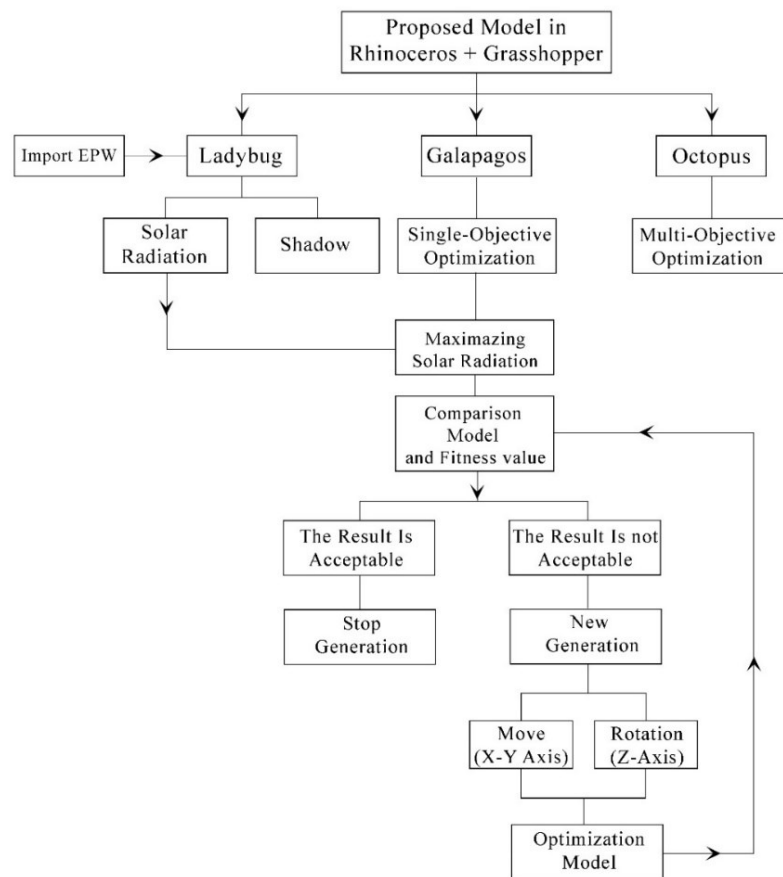 Proposed Model in
Rhinoceros + Grasshopper
Import EPW
Ladybug
Galapagos
Octopus
Solar
Radiation
Shadow
Single-Objective
Optimization
Multi-Objective
Optimization
Maximazing
Solar Radiation
Comparison
Model
and Fitness value
The Result Is
Acceptable
The Result Is not
Acceptable
Stop
Generation
New
Generation
Move
(X-Y Axis)
Rotation
(Z-Axis)
Optimization
Model